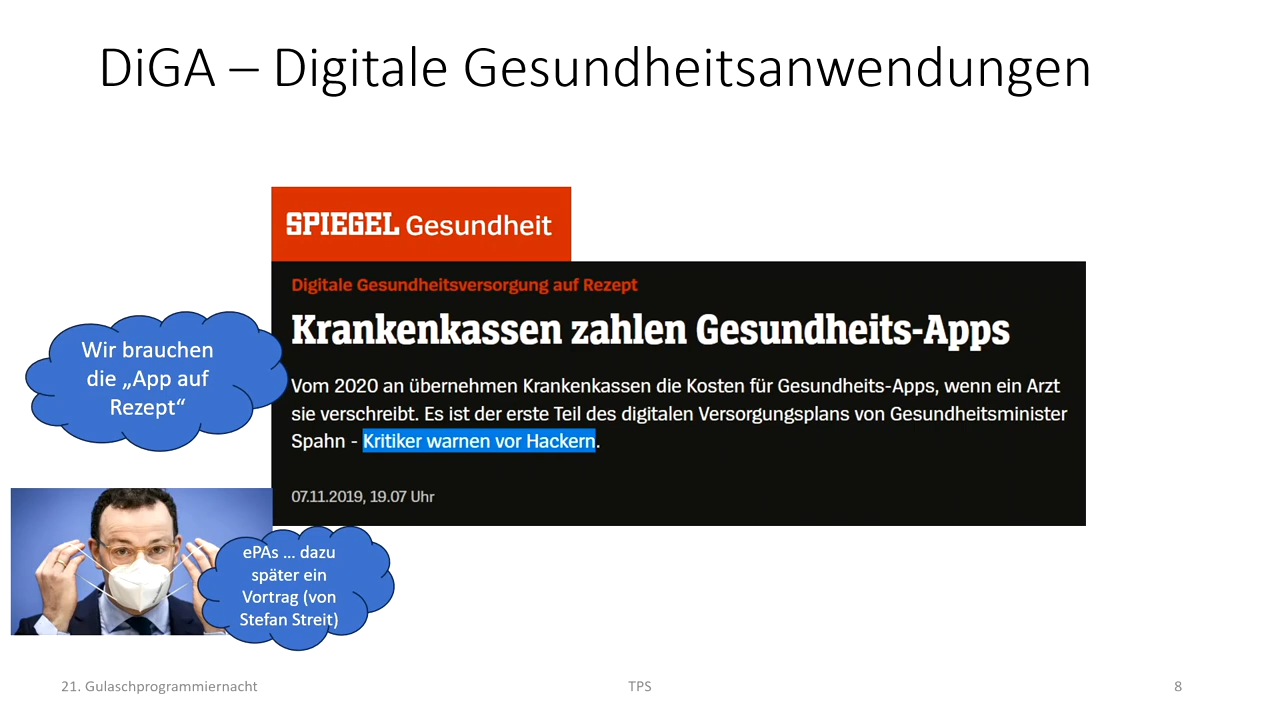 DiGA – Digitale Gesundheitsanwendungen
SPIEGEL Gesundheit
Digitale Gesundheitsversorgung auf Rezept
Krankenkassen zahlen Gesundheits-Apps
Vom 2020 an übernehmen Krankenkassen die Kosten für Gesundheits-Apps, wenn ein Arzt
sie verschreibt. Es ist der erste Teil des digitalen Versorgungsplans von Gesundheitsminister
Spahn - Kritiker warnen vor Hackern.
07.11.2019, 19.07 Uhr
Wir brauchen
die „App auf
Rezept“
ePAs … dazu
später ein
Vortrag (von
Stefan Streit)
21. Gulaschprogrammiernacht
TPS
8